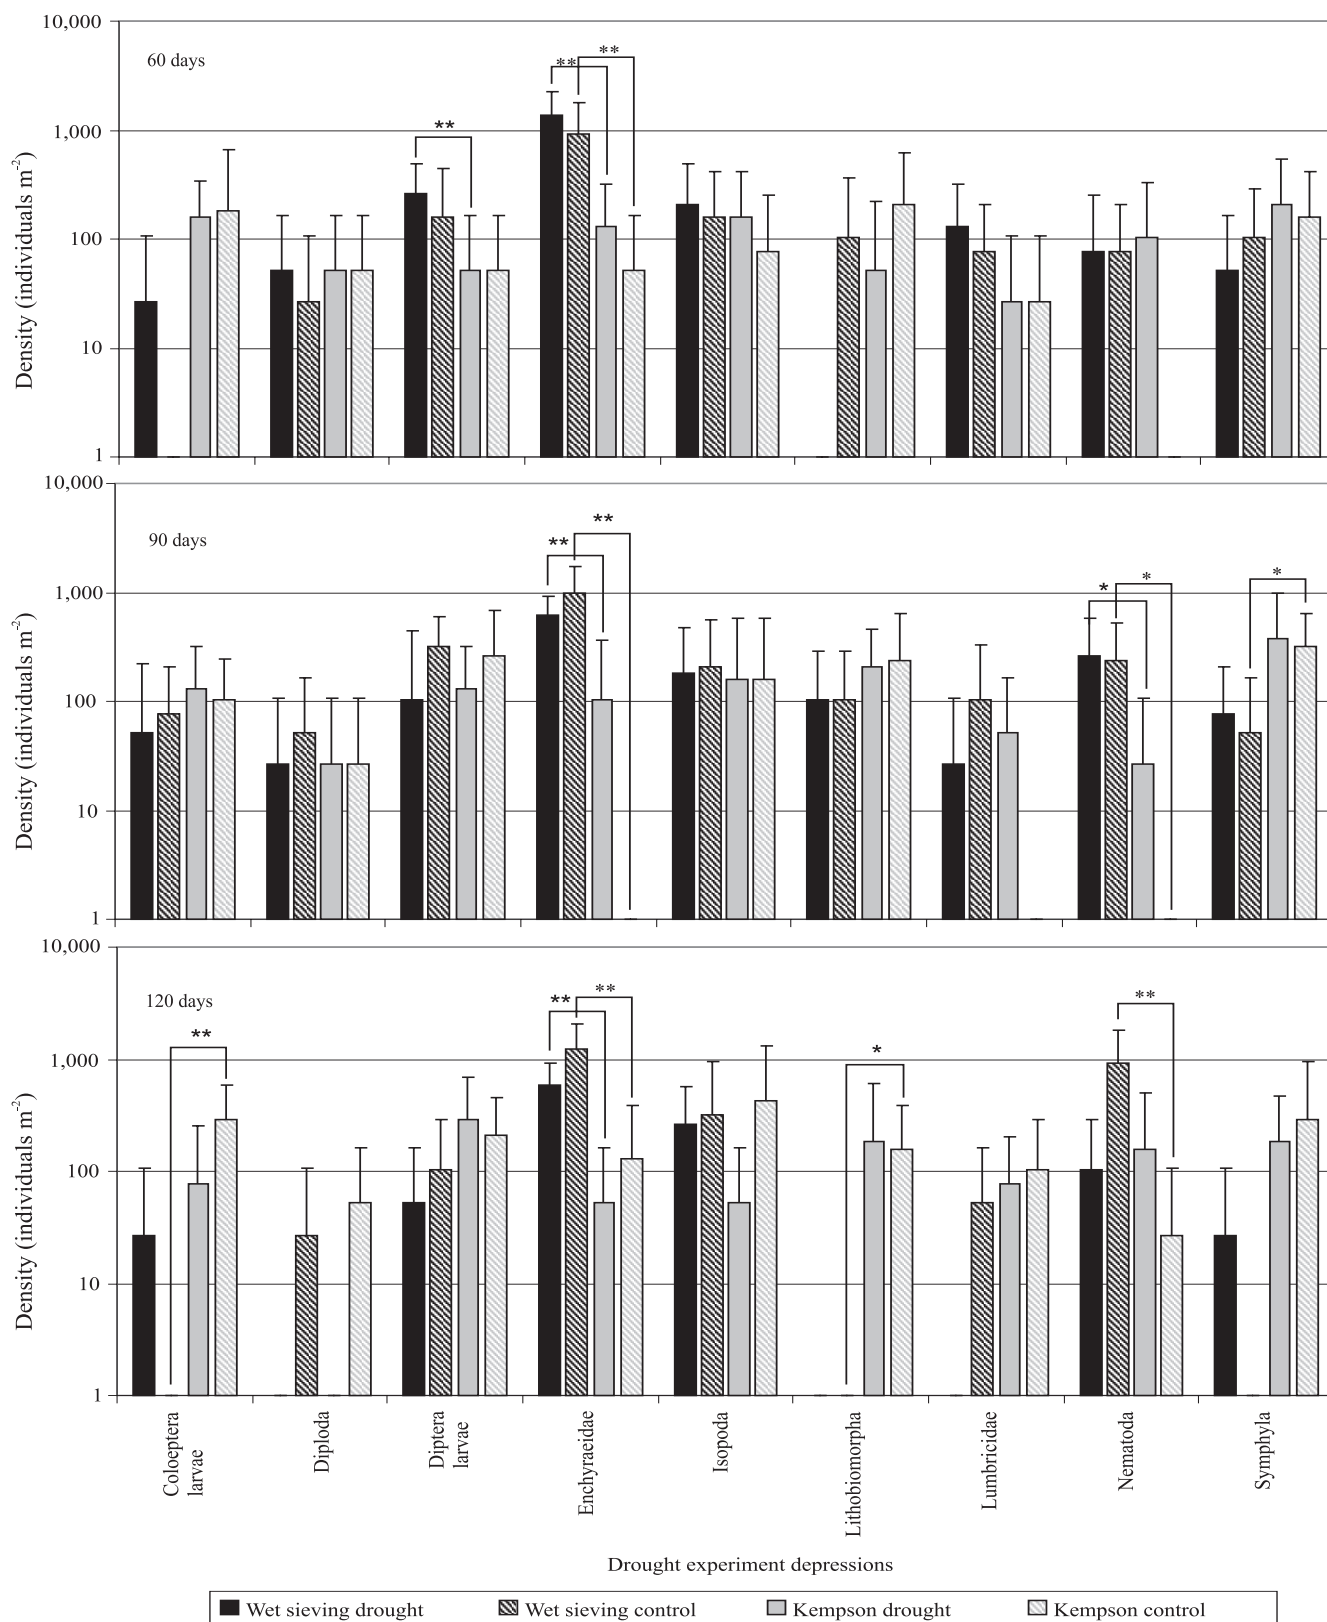 10,000
60 days
**
**
**
1,000
100
10
1
Density (individuals m-2)
10,000
90 days
**
**
*
*
*
1,000
100
10
1
Density (individuals m-2)
10,000
120 days
**
**
**
*
**
1,000
100
10
1
Density (individuals m-2)
Coloeptera
larvae
Diploda
Diptera
larvae
Enchyraeidae
Isopoda
Lithobiomorpha
Lumbricidae
Nematoda
Symphyla
Drought experiment depressions
Wet sieving drought Wet sieving control Kempson drought Kempson control